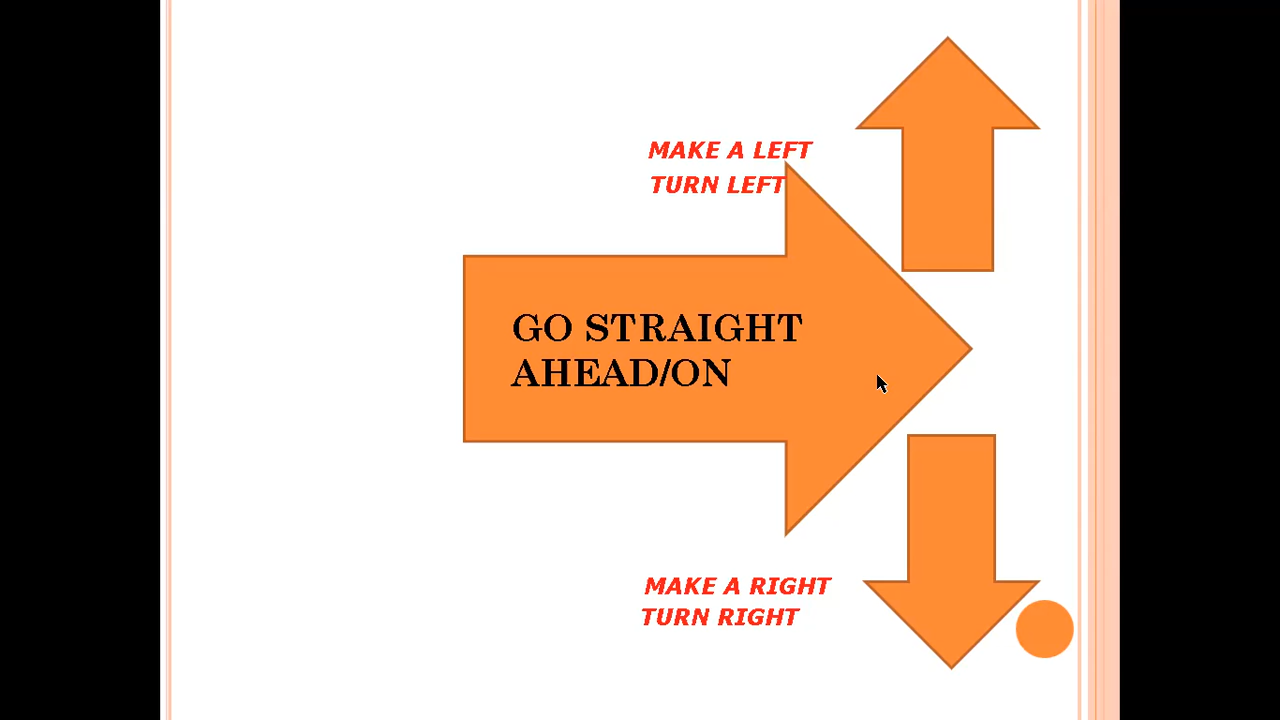 MAKE A LEFT
TURN LEFT
GO STRAIGHT
AHEAD/ON
MAKE A RIGHT
TURN RIGHT